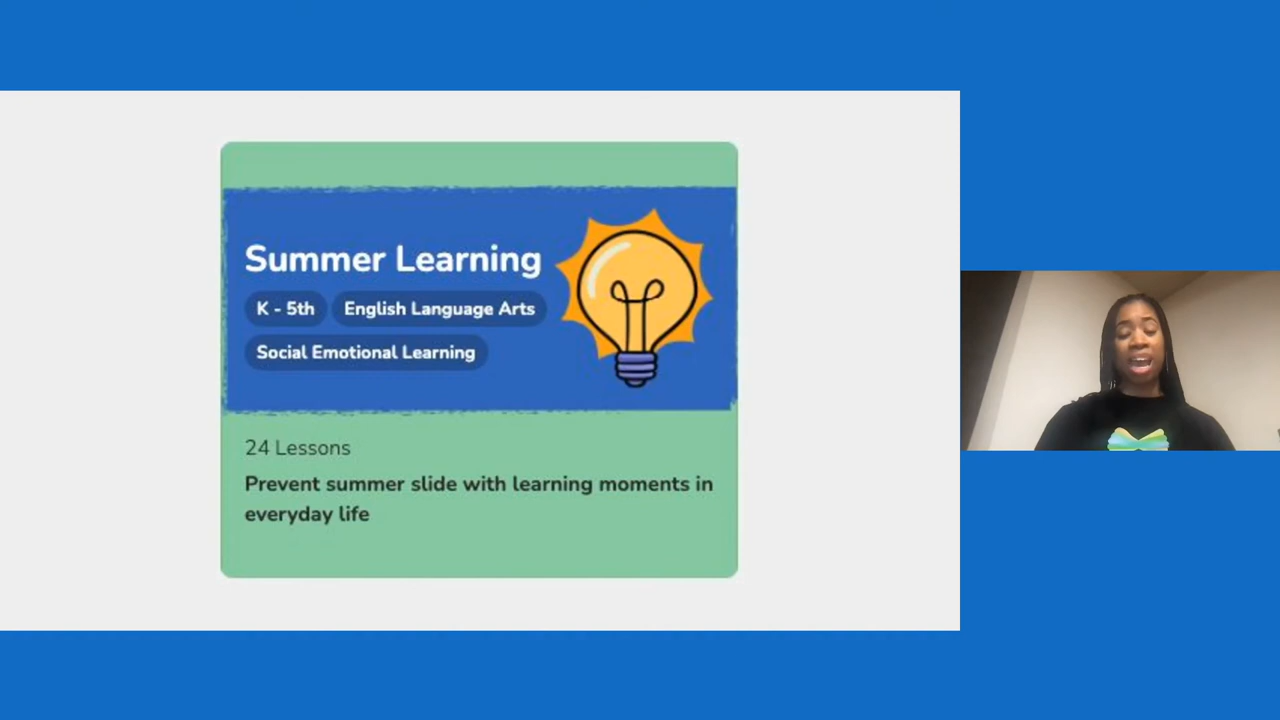 Summer Learning
K - 5th
English Language Arts
Social Emotional Learning
24 Lessons
Prevent summer slide with learning moments in
everyday life